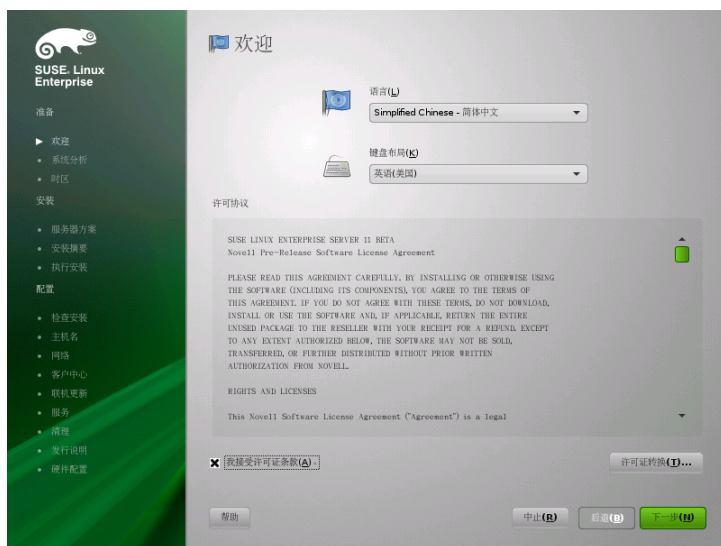 SUSE. Linux
Enterprise
准备
欢迎
系统分析
时区
安装
服务器方案
安装摘要
执行安装
配置
检查安装
主机名
网络
客户中心
联机更新
服务
清理
发行说明
硬件配置
欢迎
语言(L)
Simplified Chinese - 简体中文
键盘布局(K)
英语(美国)
许可协议
SUSE LINUX ENTERPRISE SERVER 11 BETA
Novell Pre-Release Software License Agreement
PLEASE READ THIS AGREEMENT CAREFULLY. BY INSTALLING OR OTHERWISE USING
THE SOFTWARE (INCLUDING ITS COMPONENTS), YOU AGREE TO THE TERMS OF
THIS AGREEMENT. IF YOU DO NOT AGREE WITH THESE TERMS, DO NOT DOWNLOAD,
INSTALL OR USE THE SOFTWARE AND, IF APPLICABLE, RETURN THE ENTIRE
UNUSED PACKAGE TO THE RESELLER WITH YOUR RECEIPT FOR A REFUND. EXCEPT
TO ANY EXTENT AUTHORIZED BELOW, THE SOFTWARE MAY NOT BE SOLD,
TRANSFERRED, OR FURTHER DISTRIBUTED WITHOUT PRIOR WRITTEN
AUTHORIZATION FROM NOVELL.
RIGHTS AND LICENSES
This Novell Software License Agreement ("Agreement") is a legal
我接受许可证条款(A).
许可证转换(T)...
帮助
中止(R)
后退(B)
下一步(N)